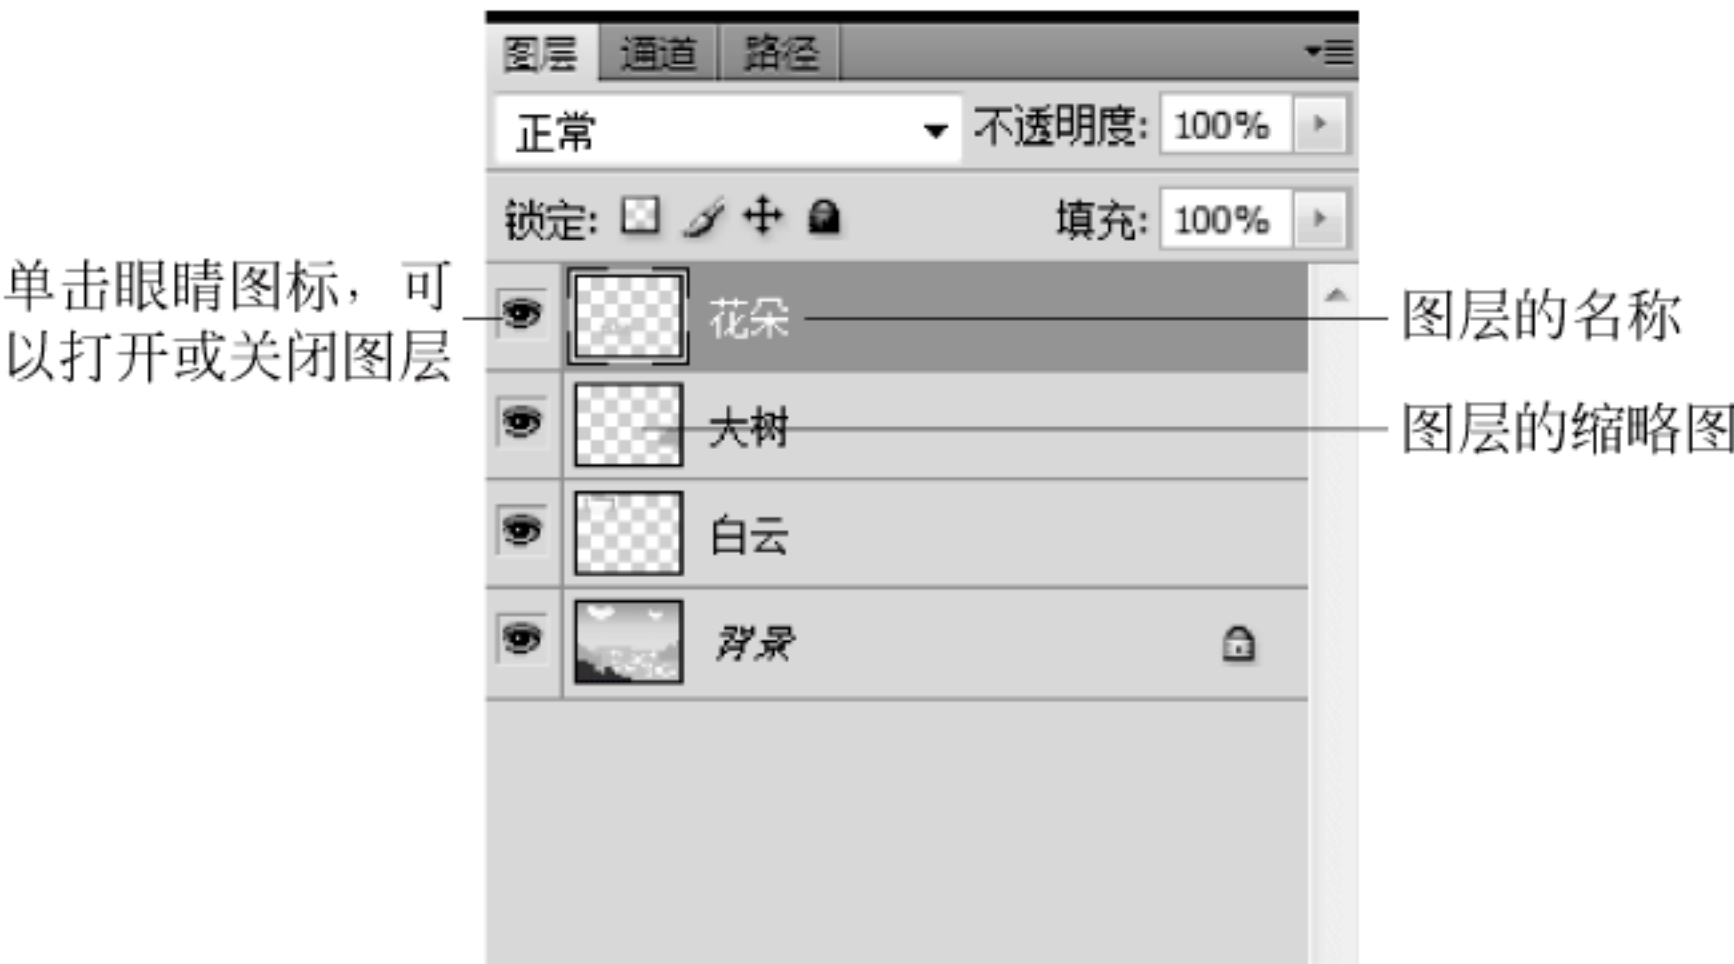 图层 通道 路径
正常 不透明度: 100%
锁定: 填充: 100%
单击眼睛图标，可
以打开或关闭图层
花朵
图层的名称
大树
图层的缩略图
白云
背景